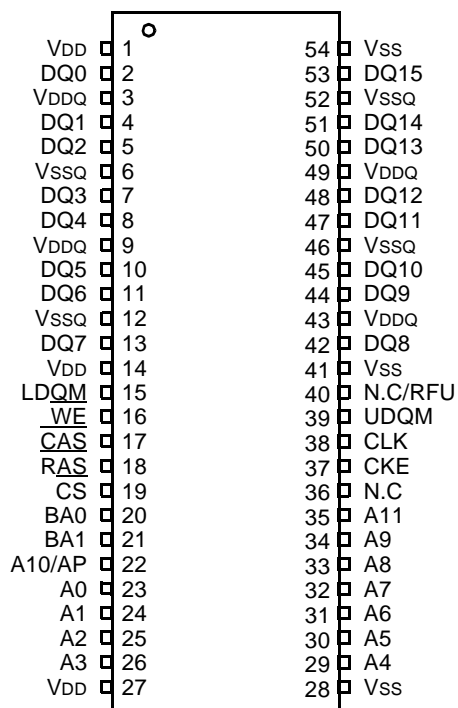 VDD 1 54 VSS
DQ0 2 53 DQ15
VDDQ 3 52 VSSQ
DQ1 4 51 DQ14
DQ2 5 50 DQ13
VSSQ 6 49 VDDQ
DQ3 7 48 DQ12
DQ4 8 47 DQ11
VDDQ 9 46 VSSQ
DQ5 10 45 DQ10
DQ6 11 44 DQ9
VSSQ 12 43 VDDQ
DQ7 13 42 DQ8
VDD 14 41 VSS
LDQM 15 40 N.C/RFU
WE 16 39 UDQM
CAS 17 38 CLK
RAS 18 37 CKE
CS 19 36 N.C
BA0 20 35 A11
BA1 21 34 A9
A10/AP 22 33 A8
A0 23 32 A7
A1 24 31 A6
A2 25 30 A5
A3 26 29 A4
VDD 27 28 VSS